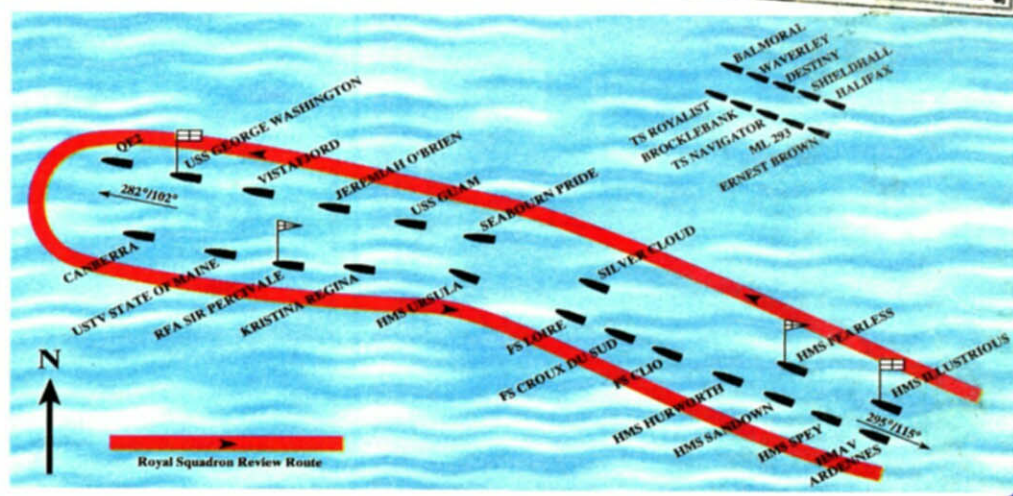 BALMORAL
WAVERLEY
DESTINY
SHIELDHALL
HALIFAX
TS ROYALIST
BROCKLEBANK
TS NAVIGATOR
ML 293
ERNEST BROWN
QE2
USS GEORGE WASHINGTON
VISTAFJORD
JEREMIAH O'BRIEN
USS GUAM
SEABOURN PRIDE
SILVER CLOUD
HMS FEARLESS
HMS ILLUSTRIOUS
282°/102°
CANBERRA
USTV STATE OF MAINE
RFA SIR PERCIVALE
KRISTINA REGINA
HMS URSULA
FS LOIRE
FS CROUX DU SUD
FS CLIO
HMS HURWORTH
HMS SANDOWN
HMS SPEY
HMAV
ARDENNES
295°/115°
N
Royal Squadron Review Route